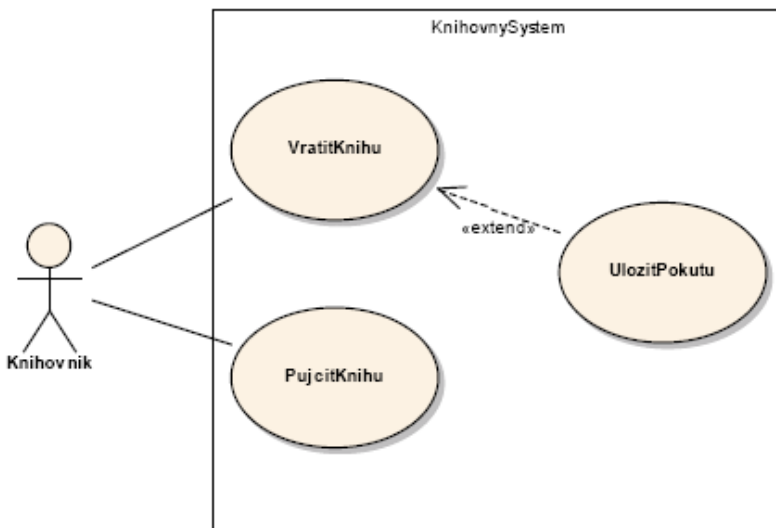 KnihovnySystem
VratitKnihu
«extend»
UlozitPokutu
Knihovnik
PujcitKnihu